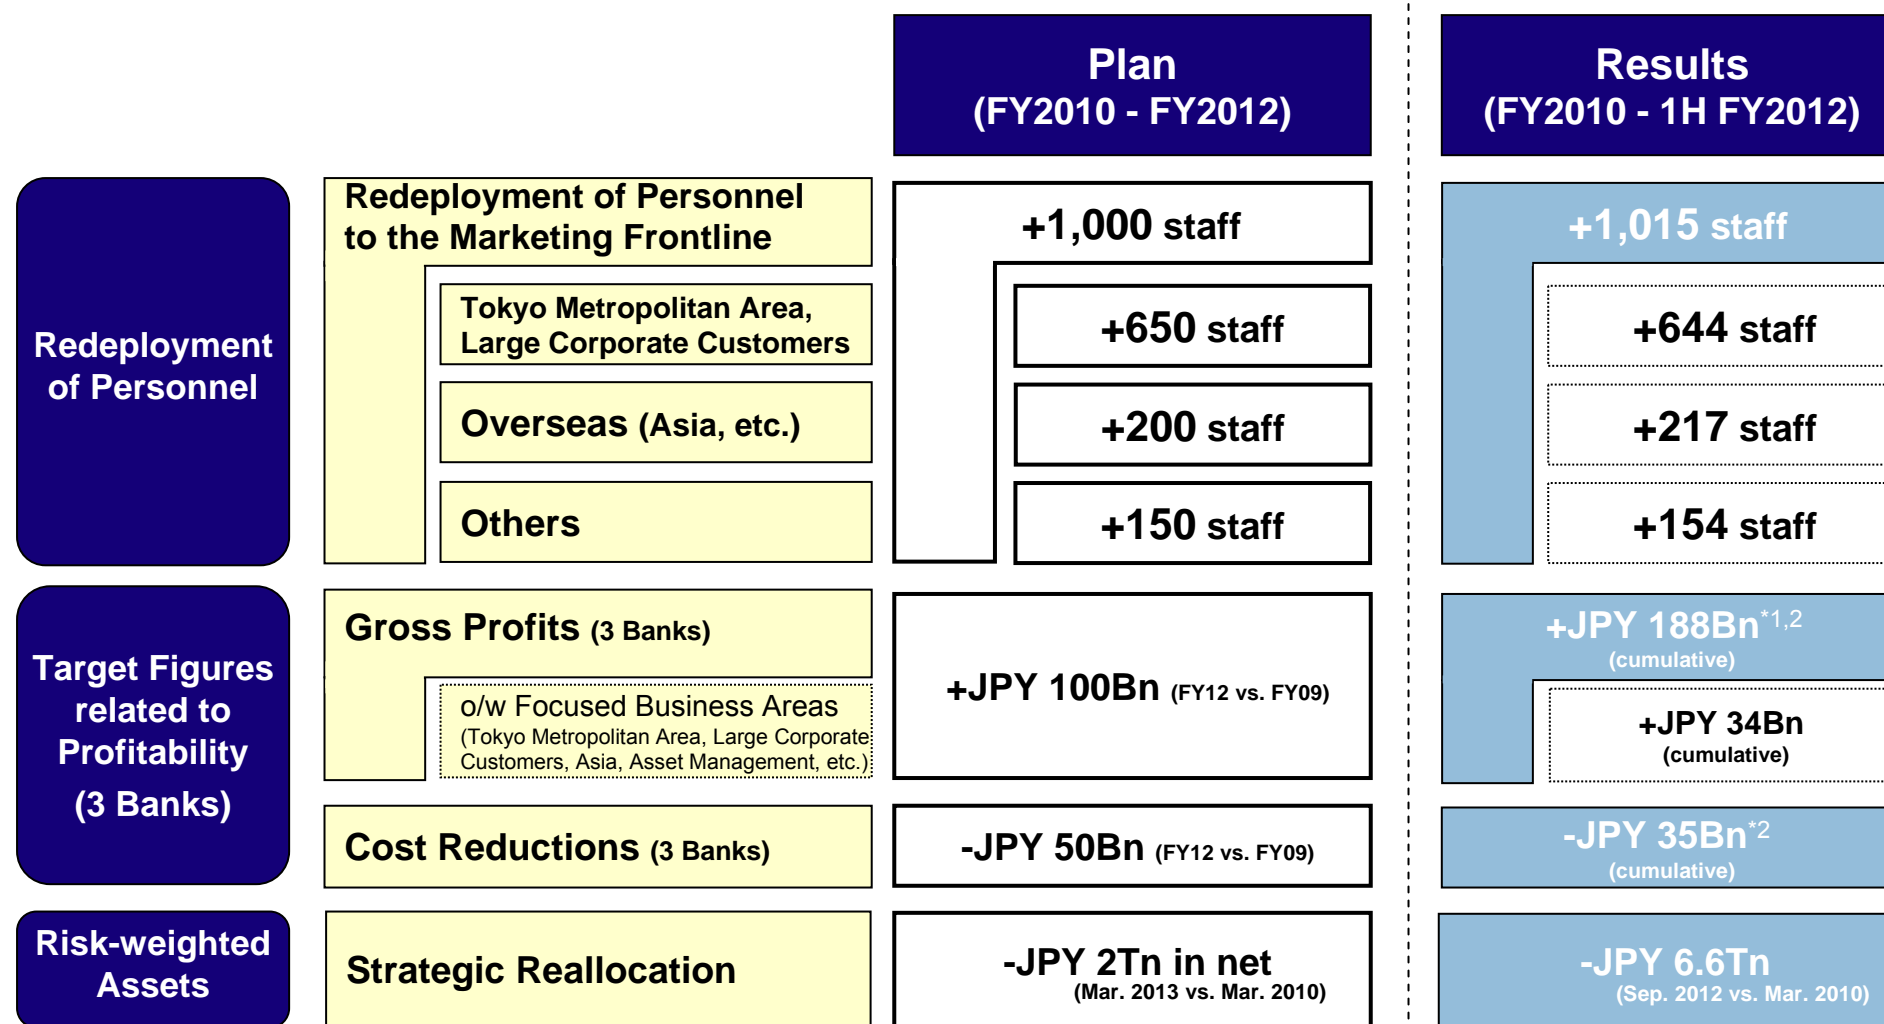 Plan
(FY2010 - FY2012)
Results
(FY2010 - 1H FY2012)
Redeployment
of Personnel
Redeployment of Personnel
to the Marketing Frontline
+1,000 staff
+1,015 staff
Tokyo Metropolitan Area,
Large Corporate Customers
+650 staff
+644 staff
Overseas (Asia, etc.)
+200 staff
+217 staff
Others
+150 staff
+154 staff
Target Figures
related to
Profitability
(3 Banks)
Gross Profits (3 Banks)
o/w Focused Business Areas
(Tokyo Metropolitan Area, Large Corporate
Customers, Asia, Asset Management, etc.)
+JPY 100Bn (FY12 vs. FY09)
+JPY 188Bn*1,2
(cumulative)
+JPY 34Bn
(cumulative)
Cost Reductions (3 Banks)
-JPY 50Bn (FY12 vs. FY09)
-JPY 35Bn*2
(cumulative)
Risk-weighted
Assets
Strategic Reallocation
-JPY 2Tn in net
(Mar. 2013 vs. Mar. 2010)
-JPY 6.6Tn
(Sep. 2012 vs. Mar. 2010)